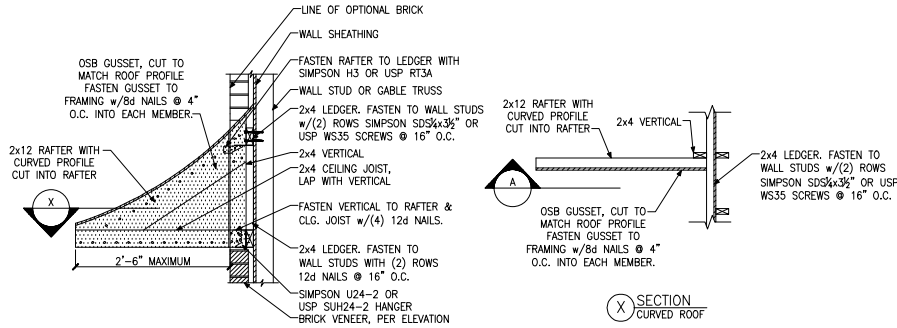 LINE OF OPTIONAL BRICK
WALL SHEATHING
OSB GUSSET, CUT TO
MATCH ROOF PROFILE
FASTEN GUSSET TO
FRAMING w/8d NAILS @ 4"
O.C. INTO EACH MEMBER.
FASTEN RAFTER TO LEDGER WITH
SIMPSON H3 OR USP RT3A
WALL STUD OR GABLE TRUSS
2x4 LEDGER. FASTEN TO WALL STUDS
w/(2) ROWS SIMPSON SDS¼x3½" OR
USP WS35 SCREWS @ 16" O.C.
2x12 RAFTER WITH
CURVED PROFILE
CUT INTO RAFTER
2x4 VERTICAL
2x4 CEILING JOIST,
LAP WITH VERTICAL
X
FASTEN VERTICAL TO RAFTER &
CLG. JOIST w/(4) 12d NAILS.
2'-6" MAXIMUM
2x4 LEDGER. FASTEN TO
WALL STUDS WITH (2) ROWS
12d NAILS @ 16" O.C.
SIMPSON U24-2 OR
USP SUH24-2 HANGER
BRICK VENEER, PER ELEVATION
2x12 RAFTER WITH
CURVED PROFILE
CUT INTO RAFTER
2x4 VERTICAL
A
2x4 LEDGER. FASTEN TO
WALL STUDS w/(2) ROWS
SIMPSON SDS¼x3½" OR USP
WS35 SCREWS @ 16" O.C.
OSB GUSSET, CUT TO
MATCH ROOF PROFILE
FASTEN GUSSET TO
FRAMING w/8d NAILS @ 4"
O.C. INTO EACH MEMBER.
X SECTION
CURVED ROOF